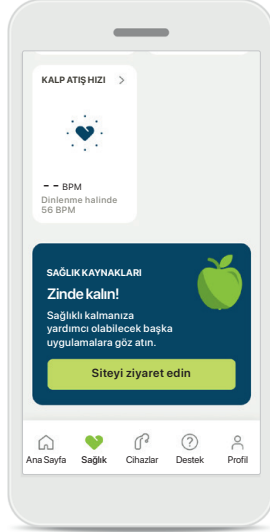 KALP ATIŞ HIZI
-- BPM
Dinlenme halinde
56 BPM
SAĞLIK KAYNAKLARI
Zinde kalın!
Sağlıklı kalmanıza
yardımcı olabilecek başka
uygulamalara göz atın.
Siteyi ziyaret edin
Ana Sayfa Sağlık Cihazlar Destek Profil